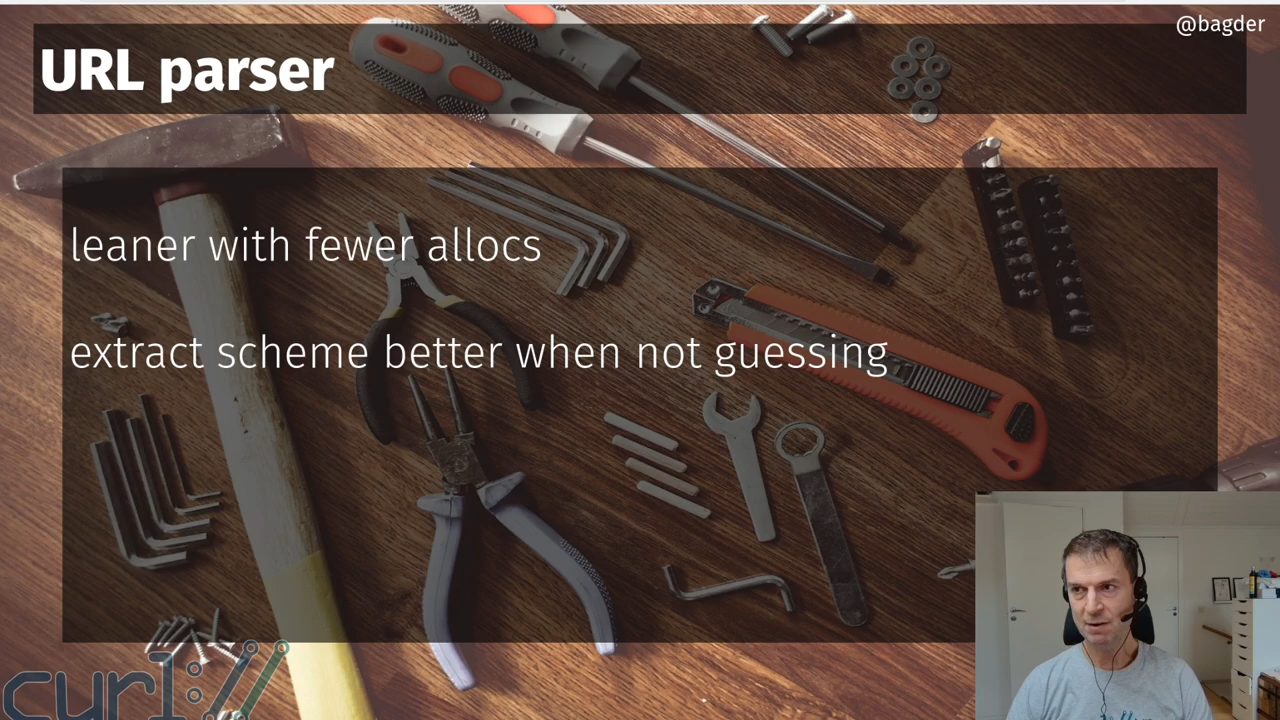 @bagder
URL parser
leaner with fewer allocs
extract scheme better when not guessing
curl://